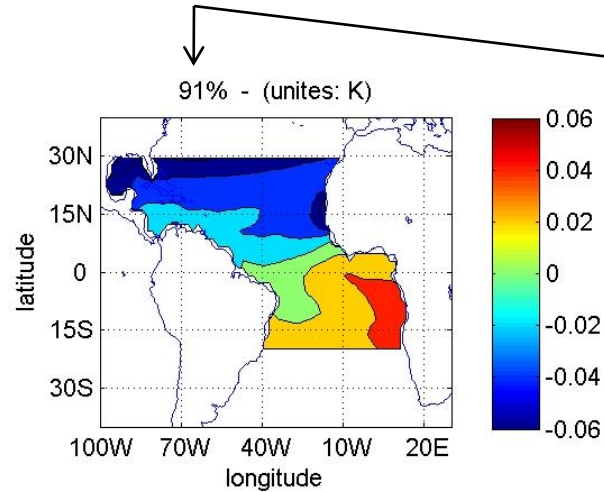 91% - (unites: K)
latitude
30N
15N
0
15S
30S
100W 70W 40W 10W 20E
longitude
0.06
0.04
0.02
0
-0.02
-0.04
-0.06